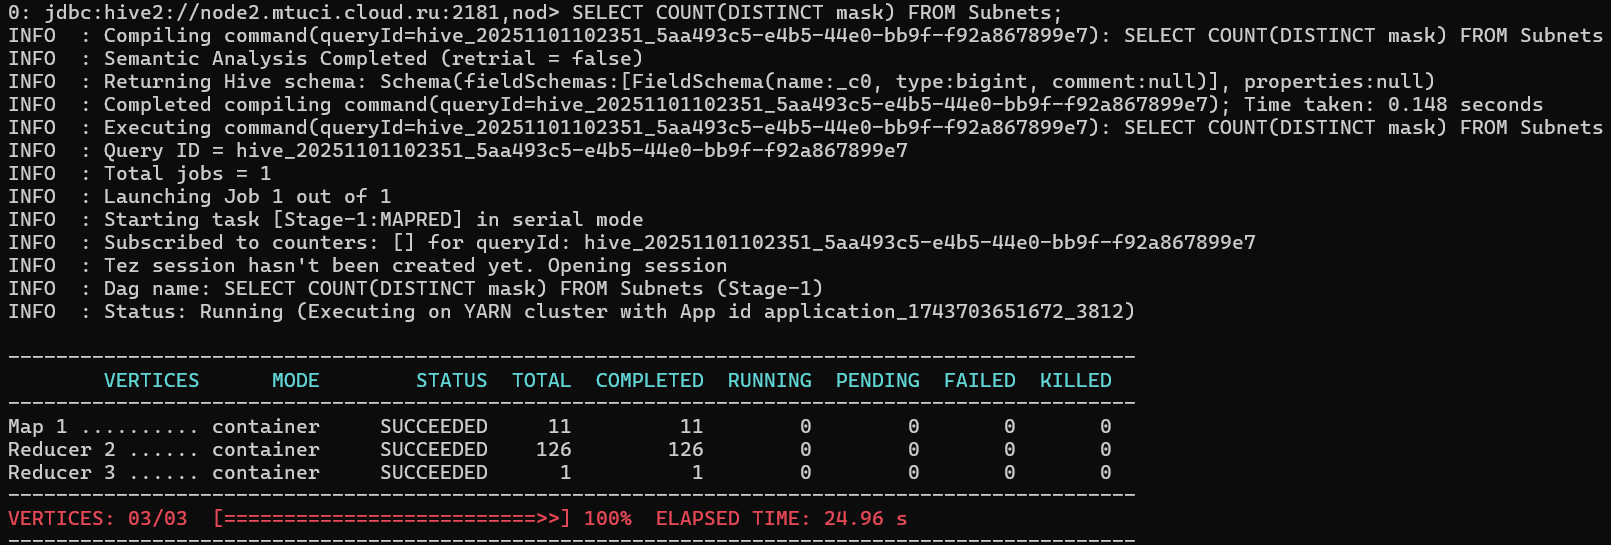 0: jdbc:hive2://node2.mtuci.cloud.ru:2181,nod> SELECT COUNT(DISTINCT mask) FROM Subnets;
INFO  : Compiling command(queryId=hive_20251101102351_5aa493c5-e4b5-44e0-bb9f-f92a867899e7): SELECT COUNT(DISTINCT mask) FROM Subnets
INFO  : Semantic Analysis Completed (retrial = false)
INFO  : Returning Hive schema: Schema(fieldSchemas:[FieldSchema(name:_c0, type:bigint, comment:null)], properties:null)
INFO  : Completed compiling command(queryId=hive_20251101102351_5aa493c5-e4b5-44e0-bb9f-f92a867899e7); Time taken: 0.148 seconds
INFO  : Executing command(queryId=hive_20251101102351_5aa493c5-e4b5-44e0-bb9f-f92a867899e7): SELECT COUNT(DISTINCT mask) FROM Subnets
INFO  : Query ID = hive_20251101102351_5aa493c5-e4b5-44e0-bb9f-f92a867899e7
INFO  : Total jobs = 1
INFO  : Launching Job 1 out of 1
INFO  : Starting task [Stage-1:MAPRED] in serial mode
INFO  : Subscribed to counters: [] for queryId: hive_20251101102351_5aa493c5-e4b5-44e0-bb9f-f92a867899e7
INFO  : Tez session hasn't been created yet. Opening session
INFO  : Dag name: SELECT COUNT(DISTINCT mask) FROM Subnets (Stage-1)
INFO  : Status: Running (Executing on YARN cluster with App id application_1743703651672_3812)
----------------------------------------------------------------------------------------------
        VERTICES      MODE        STATUS  TOTAL  COMPLETED  RUNNING  PENDING  FAILED  KILLED
----------------------------------------------------------------------------------------------
Map 1 .......... container     SUCCEEDED     11         11        0        0       0       0
Reducer 2 ...... container     SUCCEEDED    126        126        0        0       0       0
Reducer 3 ...... container     SUCCEEDED      1          1        0        0       0       0
----------------------------------------------------------------------------------------------
VERTICES: 03/03  [==========================>>] 100%  ELAPSED TIME: 24.96 s
----------------------------------------------------------------------------------------------